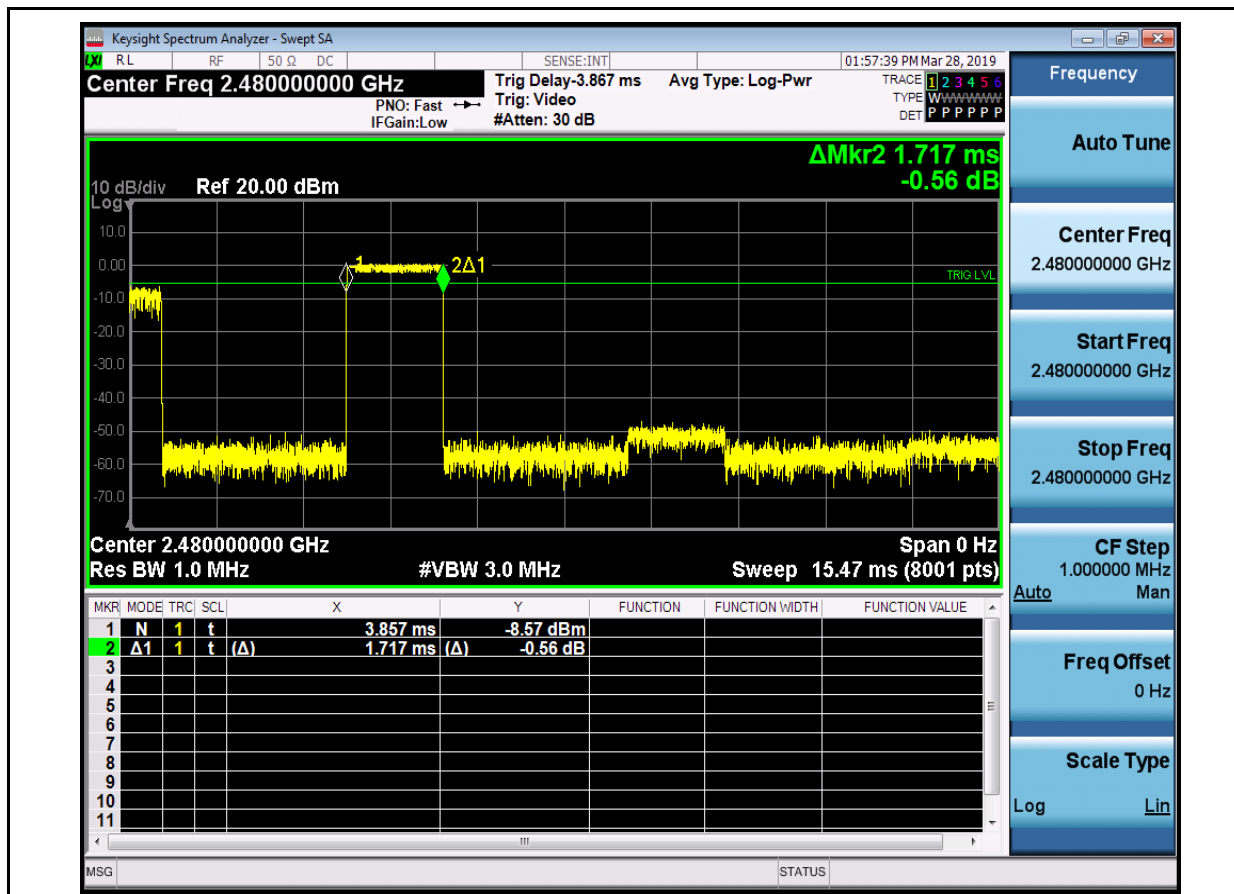 Keysight Spectrum Analyzer - Swept SA
LXI RL RF 50 Ω DC SENSE:INT 01:57:39 PM Mar 28, 2019
Center Freq 2.480000000 GHz
PNO: Fast
IFGain:Low
Trig Delay-3.867 ms
Trig: Video
#Atten: 30 dB
Avg Type: Log-Pwr
TRACE 1 2 3 4 5 6
TYPE WWWWWW
DET P P P P P P
ΔMkr2 1.717 ms
-0.56 dB
10 dB/div Ref 20.00 dBm
Log
10.0
0.00
-10.0
-20.0
-30.0
-40.0
-50.0
-60.0
-70.0
1
2Δ1
TRIG LVL
Center 2.480000000 GHz Span 0 Hz
Res BW 1.0 MHz #VBW 3.0 MHz Sweep 15.47 ms (8001 pts)
MKR MODE TRC SCL X Y FUNCTION FUNCTION WIDTH FUNCTION VALUE
1 N 1 t 3.857 ms -8.57 dBm
2 Δ1 1 t (Δ) 1.717 ms (Δ) -0.56 dB
3
4
5
6
7
8
9
10
11
MSG STATUS
Frequency
Auto Tune
Center Freq
2.480000000 GHz
Start Freq
2.480000000 GHz
Stop Freq
2.480000000 GHz
CF Step
1.000000 MHz
Auto Man
Freq Offset
0 Hz
Scale Type
Log Lin